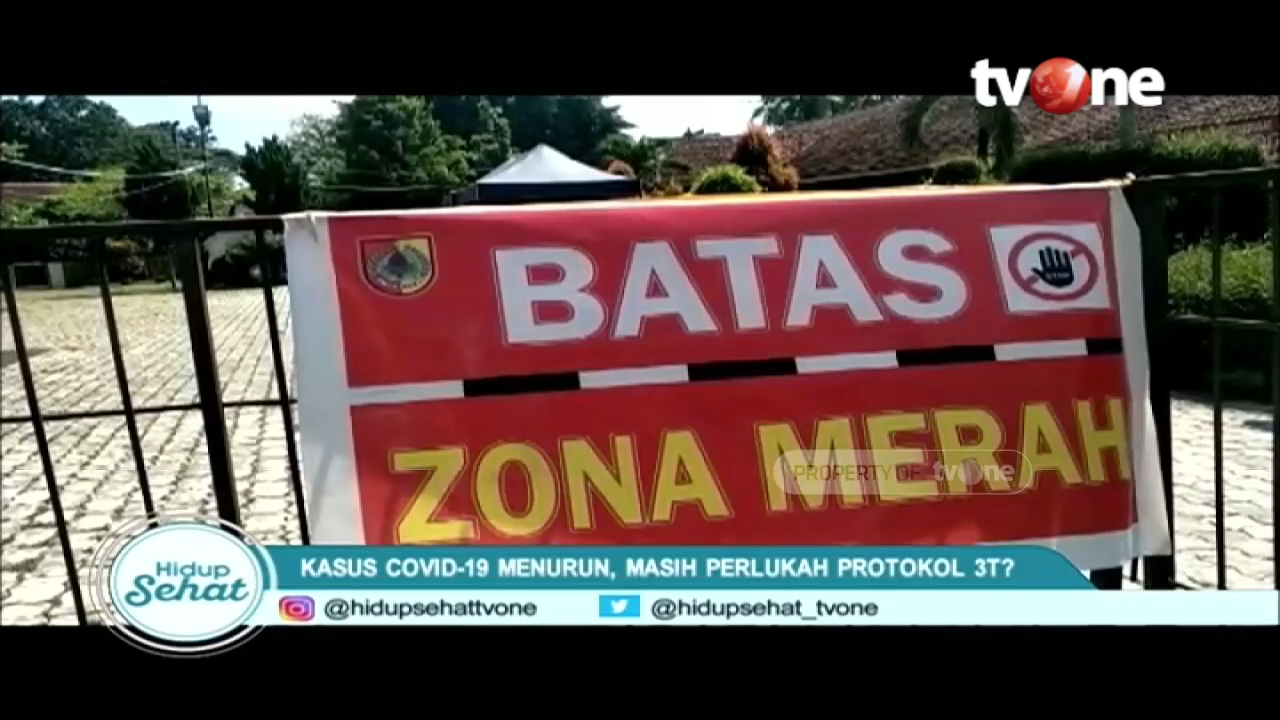 tvOne
BATAS
STOP
ZONA MERAH
PROPERTY OF tvOne
Hidup
Sehat
KASUS COVID-19 MENURUN, MASIH PERLUKAH PROTOKOL 3T?
@hidupsehattvone
@hidupsehat_tvone